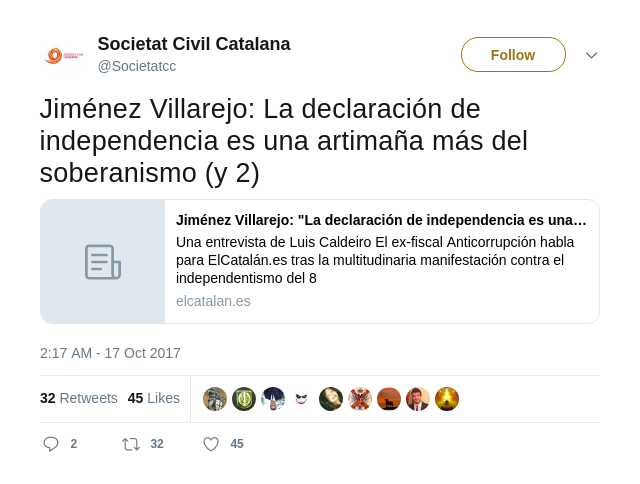 Societat Civil Catalana
@Societatcc
Follow
Jiménez Villarejo: La declaración de
independencia es una artimaña más del
soberanismo (y 2)
Jiménez Villarejo: "La declaración de independencia es una…
Una entrevista de Luis Caldeiro El ex-fiscal Anticorrupción habla
para ElCatalán.es tras la multitudinaria manifestación contra el
independentismo del 8
elcatalan.es
2:17 AM - 17 Oct 2017
32 Retweets 45 Likes
2 32 45